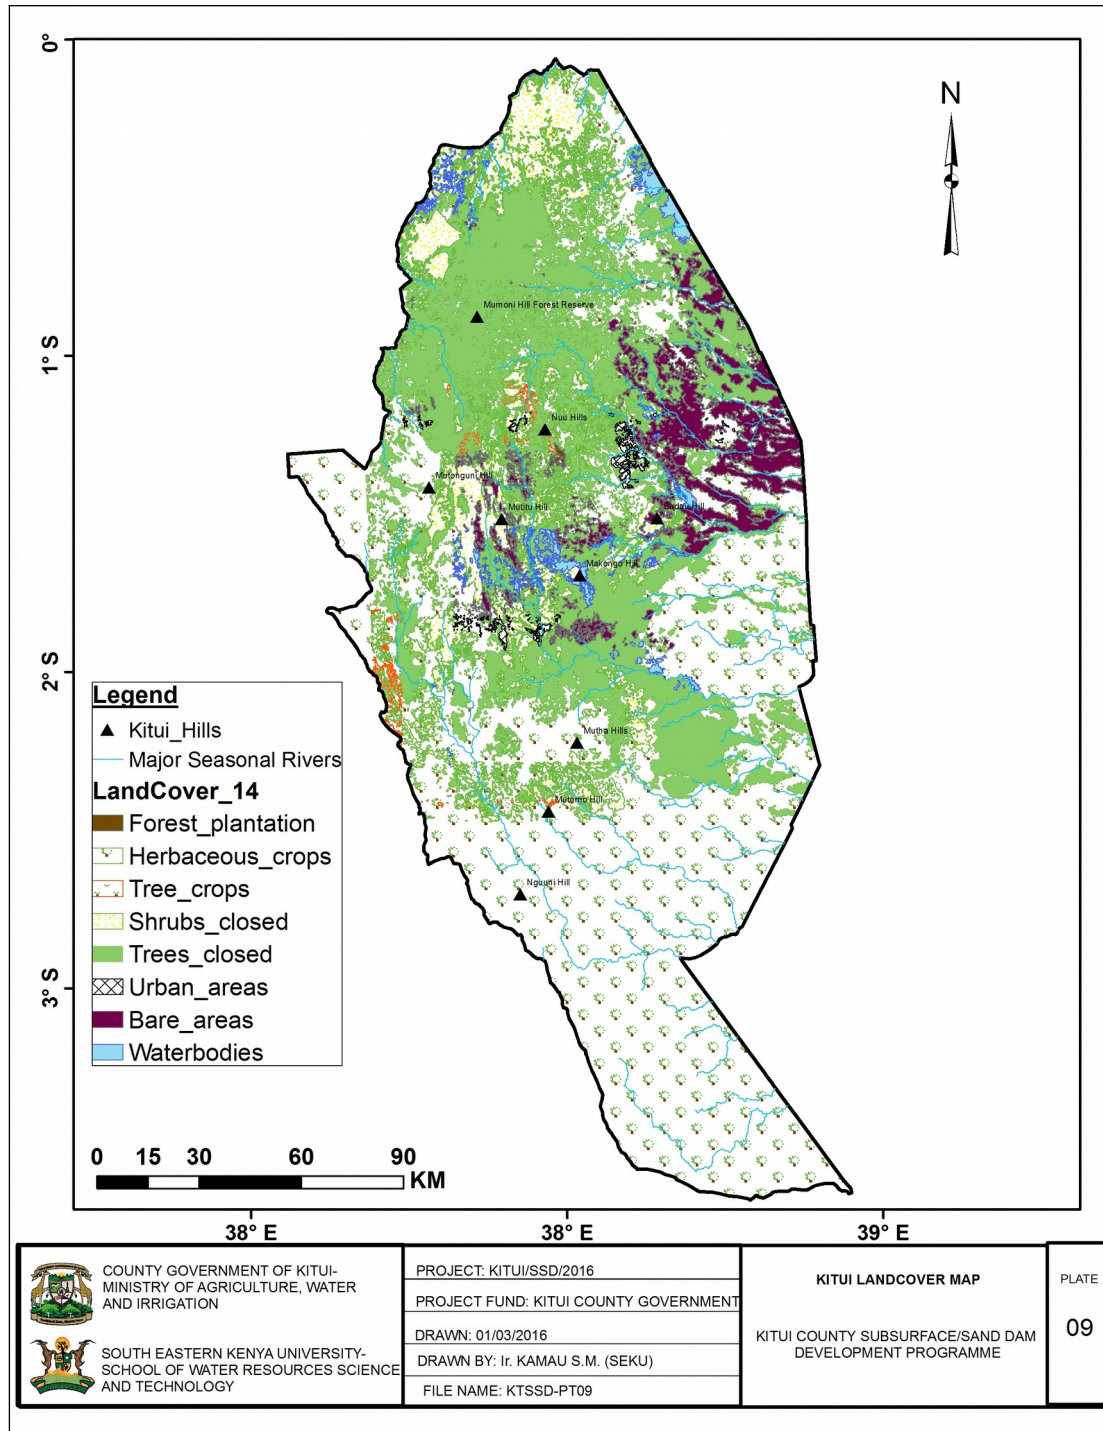 0°
N
Mumoni Hill Forest Reserve
1° S
Nuu Hills
Mutonguni Hill
Muutu Hill
Makongo Hill
2° S
Legend
Kitui_Hills
Major Seasonal Rivers
LandCover_14
Forest_plantation
Herbaceous_crops
Tree_crops
Shrubs_closed
Trees_closed
Urban_areas
Bare_areas
Waterbodies
Mutha Hills
Mutomo Hill
Nguuni Hill
3° S
0 15 30 60 90
KM
38° E 38° E 39° E
COUNTY GOVERNMENT OF KITUI-
MINISTRY OF AGRICULTURE, WATER
AND IRRIGATION
SOUTH EASTERN KENYA UNIVERSITY-
SCHOOL OF WATER RESOURCES SCIENCE
AND TECHNOLOGY
PROJECT: KITUI/SSD/2016
PROJECT FUND: KITUI COUNTY GOVERNMENT
DRAWN: 01/03/2016
DRAWN BY: Ir. KAMAU S.M. (SEKU)
FILE NAME: KTSSD-PT09
KITUI LANDCOVER MAP
KITUI COUNTY SUBSURFACE/SAND DAM
DEVELOPMENT PROGRAMME
PLATE
09